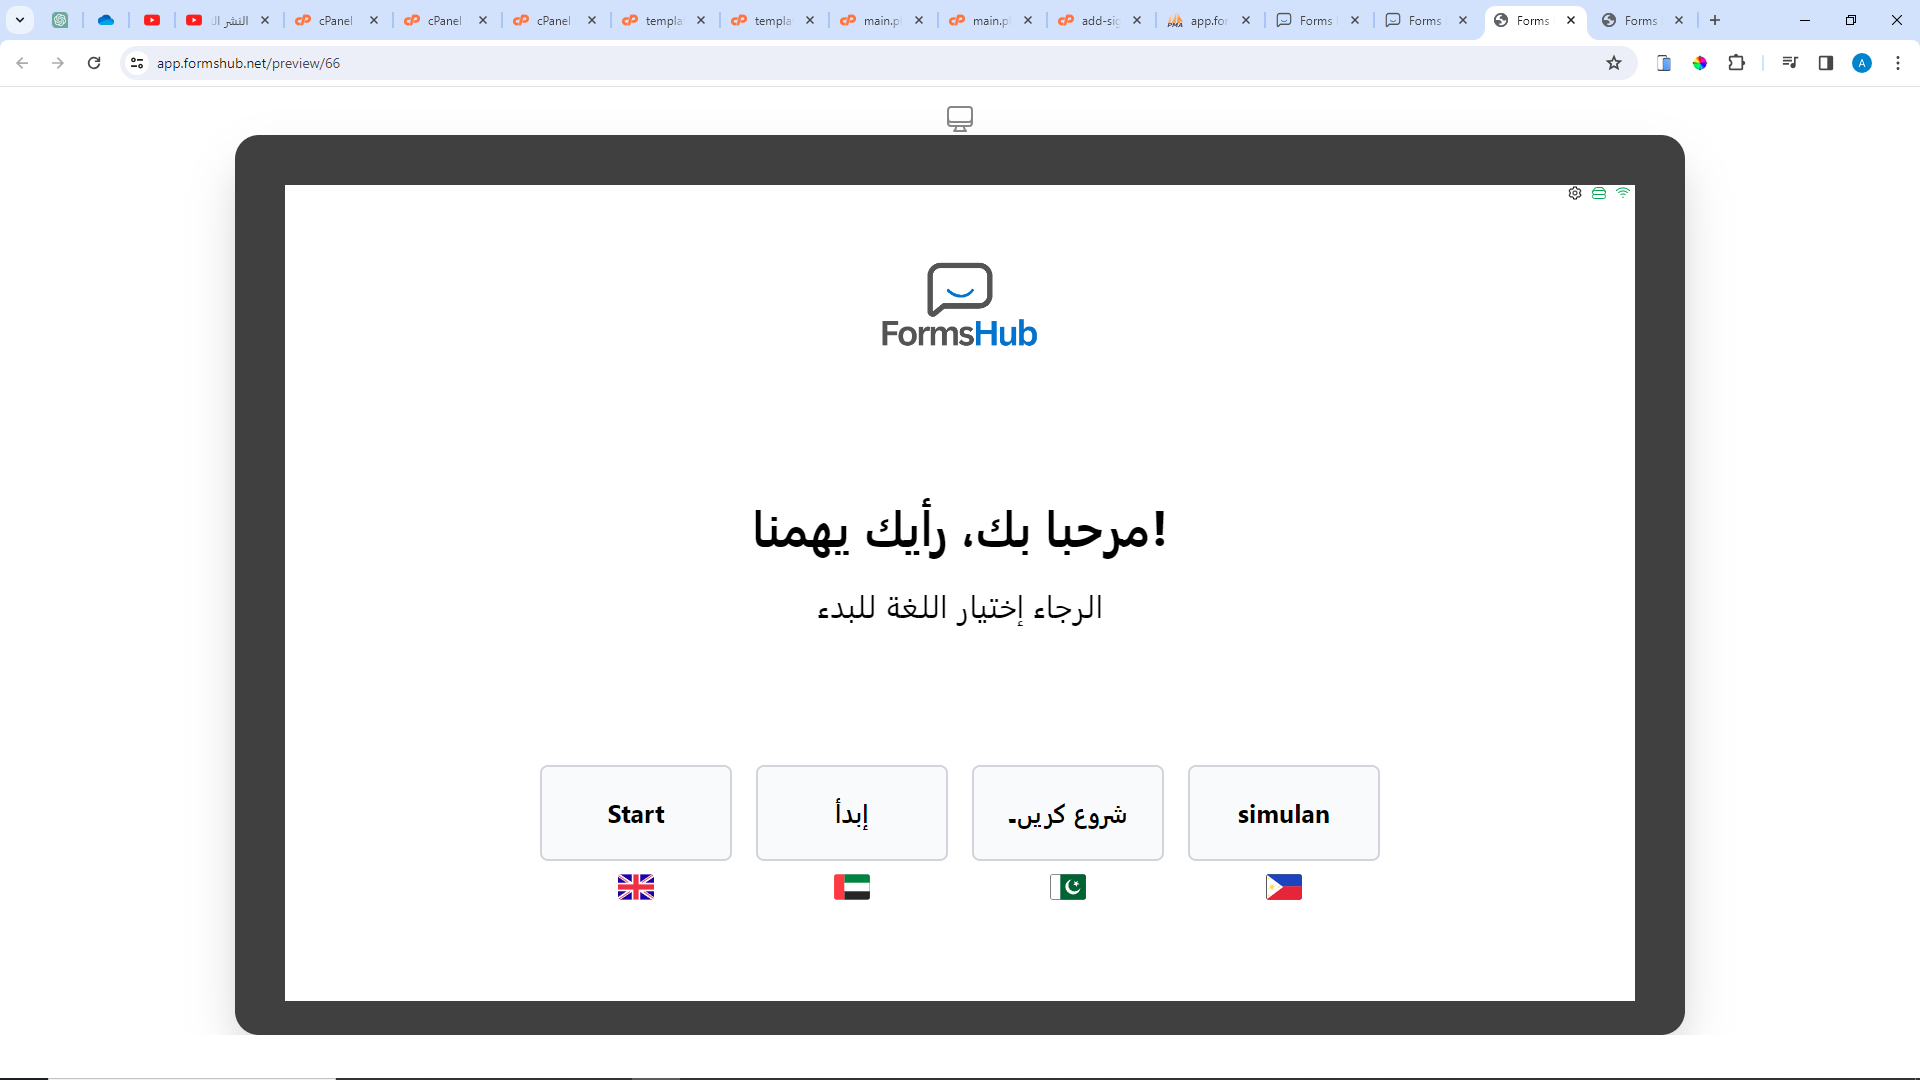 النشر ال
cPanel
cPanel
cPanel
templa
templa
main.p
main.p
add-sig
app.for
Forms
Forms
Forms
Forms
app.formshub.net/preview/66
A
FormsHub
مرحبا بك، رأيك يهمنا!
الرجاء إختيار اللغة للبدء
Start
إبدأ
شروع کریں۔
simulan